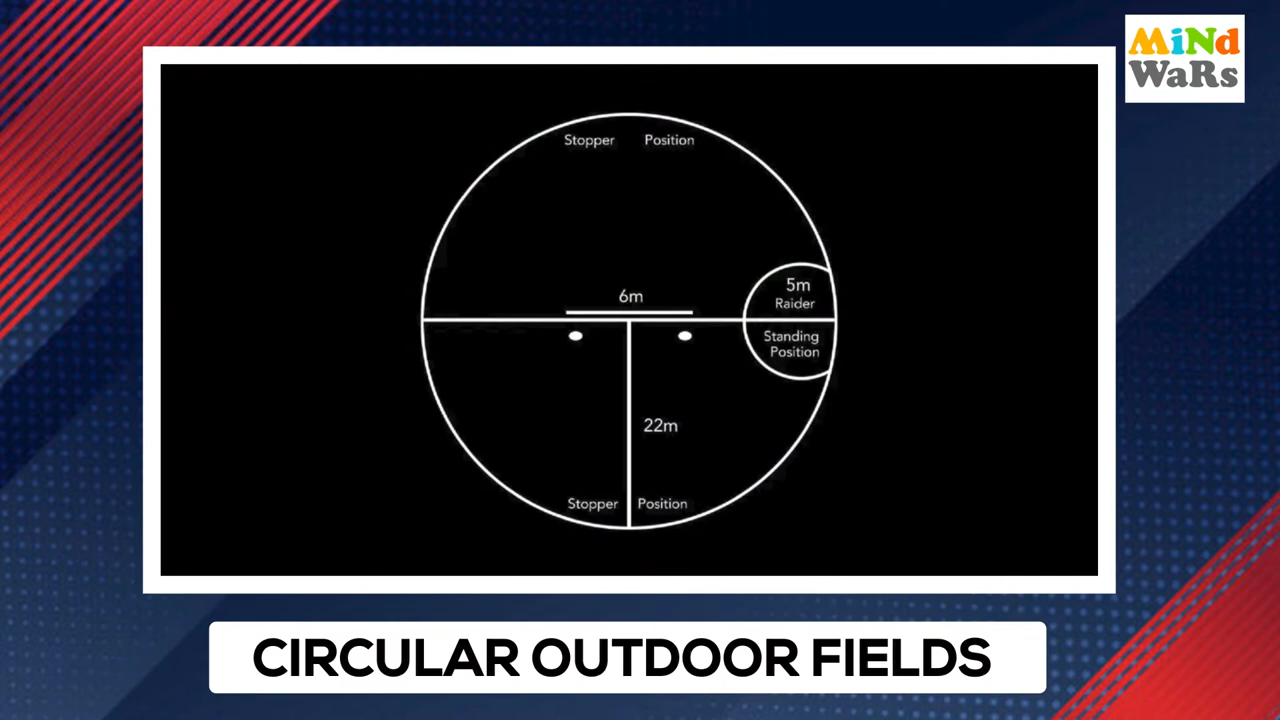 MiNd
WaRs
Stopper Position
6m
5m
Raider
Standing
Position
22m
Stopper Position
CIRCULAR OUTDOOR FIELDS